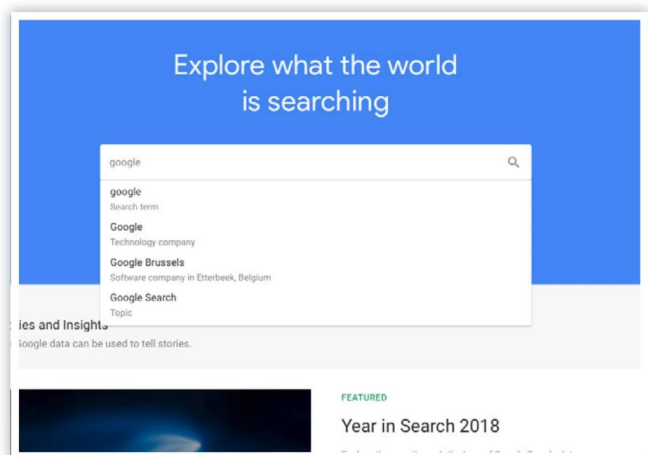 Explore what the world
is searching
google
google
Search term
Google
Technology company
Google Brussels
Software company in Etterbeek, Belgium
Google Search
Topic
ies and Insights
Google data can be used to tell stories.
FEATURED
Year in Search 2018